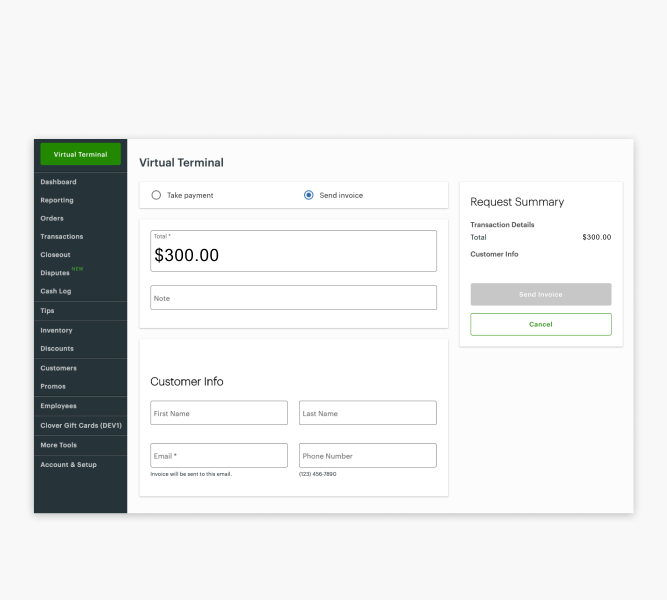 Virtual Terminal
Dashboard
Reporting
Orders
Transactions
Closeout
Disputes NEW
Cash Log
Tips
Inventory
Discounts
Customers
Promos
Employees
Clover Gift Cards (DEV1)
More Tools
Account & Setup
Virtual Terminal
Take payment
Send invoice
Total *
$300.00
Note
Customer Info
First Name
Last Name
Email *
Phone Number
Invoice will be sent to this email.
(123) 456-7890
Request Summary
Transaction Details
Total $300.00
Customer Info
Send Invoice
Cancel